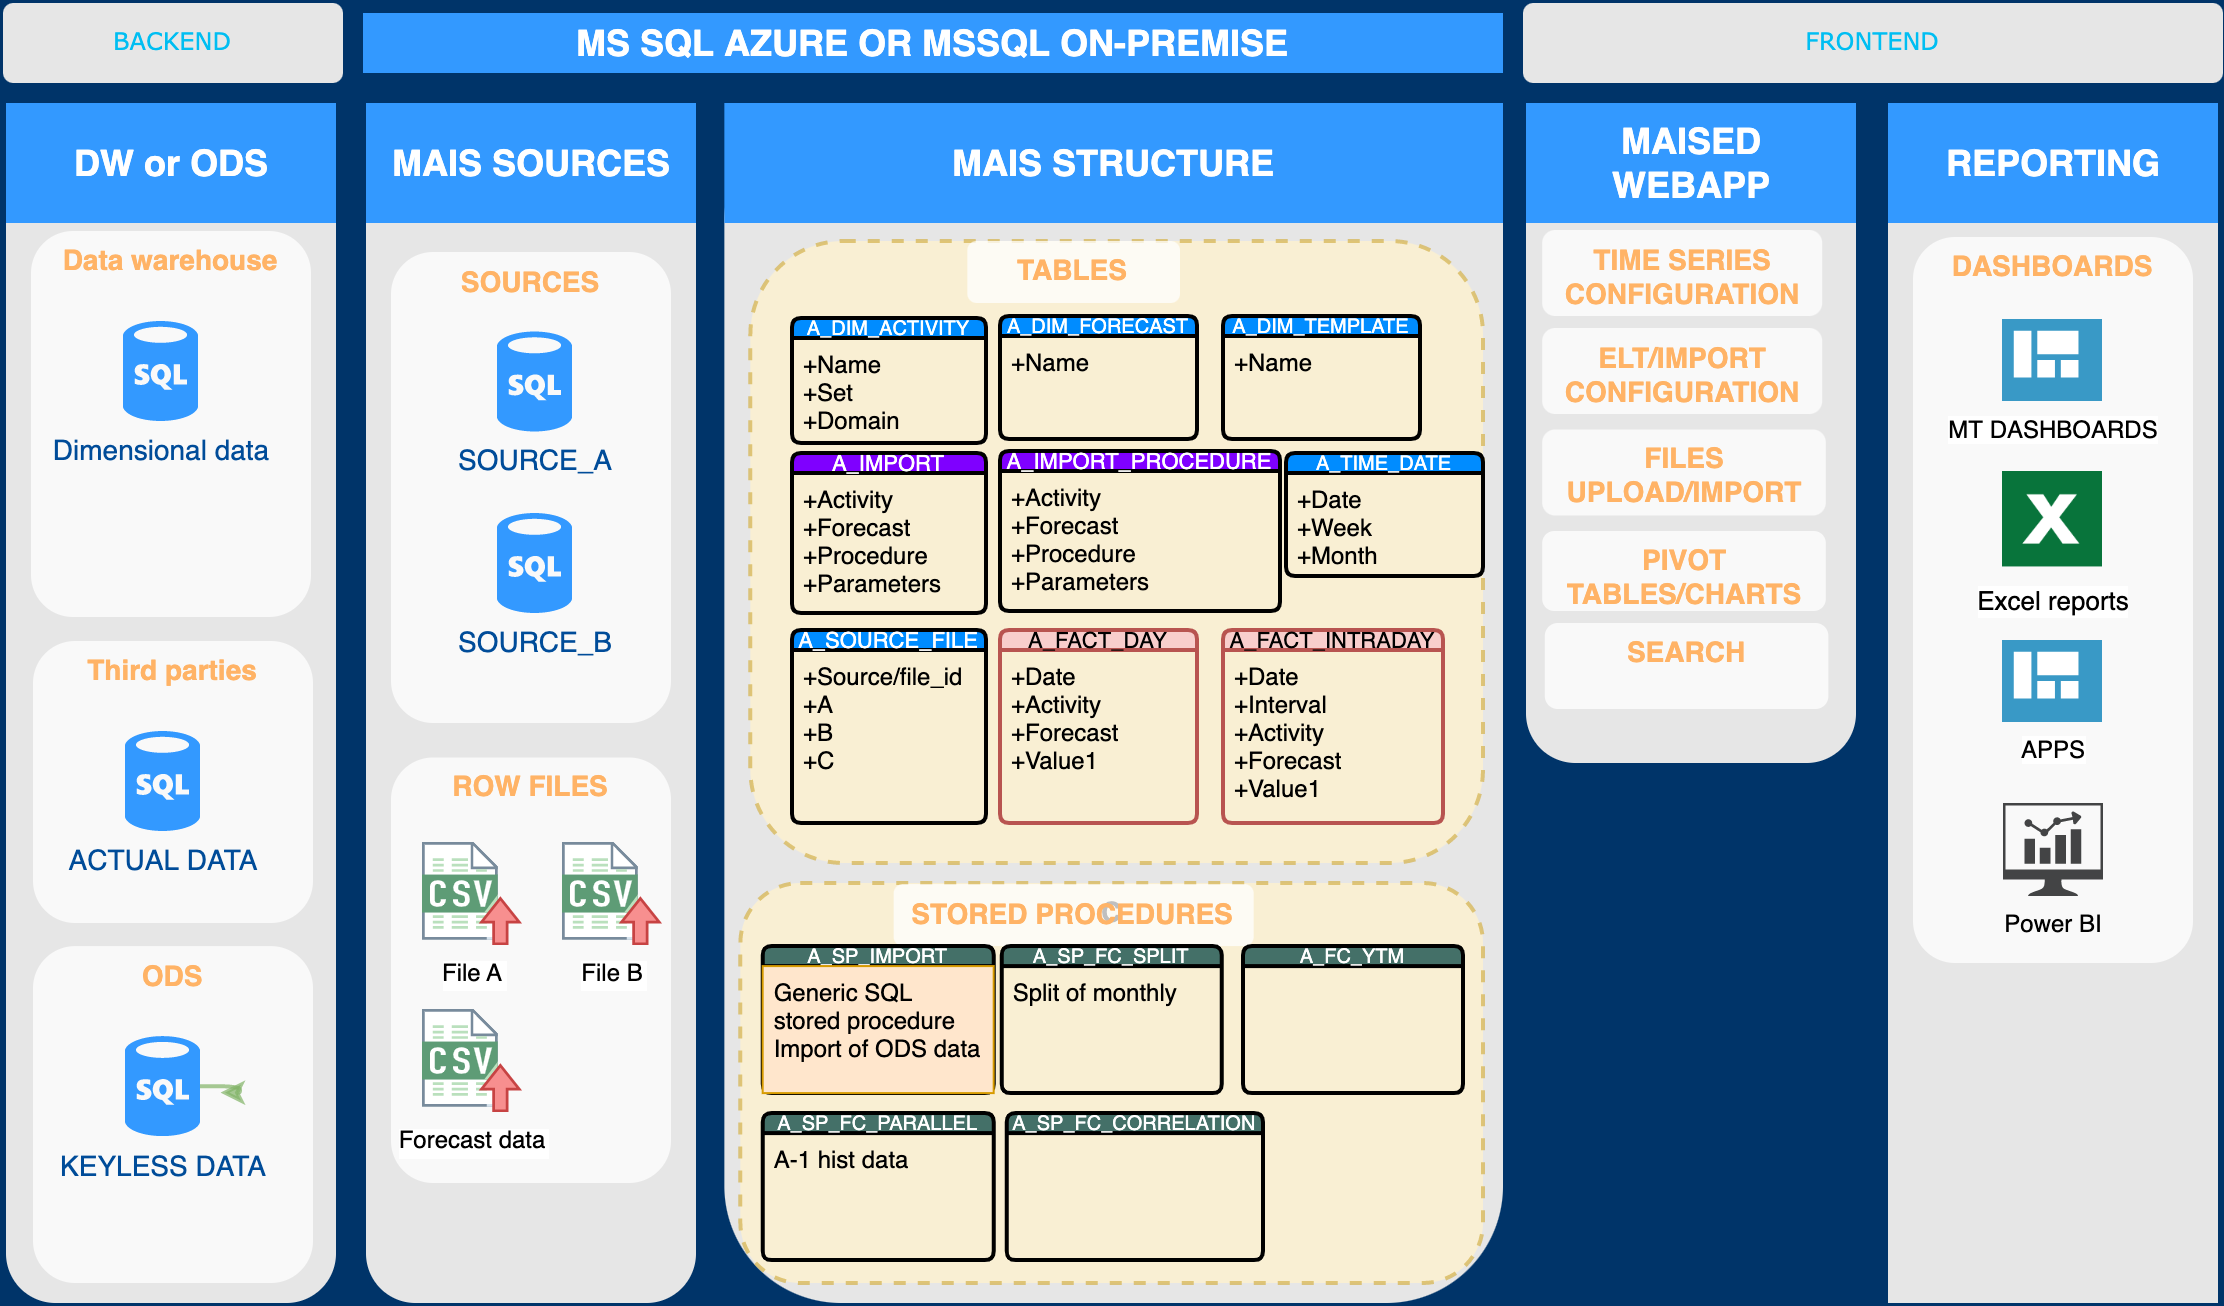 BACKEND
MS SQL AZURE OR MSSQL ON-PREMISE
FRONTEND
DW or ODS
Data warehouse
SQL
Dimensional data
Third parties
SQL
ACTUAL DATA
ODS
SQL
KEYLESS DATA
MAIS SOURCES
SOURCES
SQL
SOURCE_A
SQL
SOURCE_B
ROW FILES
CSV
File A
CSV
File B
CSV
Forecast data
MAIS STRUCTURE
TABLES
A_DIM_ACTIVITY
+Name
+Set
+Domain
A_DIM_FORECAST
+Name
A_DIM_TEMPLATE
+Name
A_IMPORT
+Activity
+Forecast
+Procedure
+Parameters
A_IMPORT_PROCEDURE
+Activity
+Forecast
+Procedure
+Parameters
A_TIME_DATE
+Date
+Week
+Month
A_SOURCE_FILE
+Source/file_id
+A
+B
+C
A_FACT_DAY
+Date
+Activity
+Forecast
+Value1
A_FACT_INTRADAY
+Date
+Interval
+Activity
+Forecast
+Value1
STORED PROCEDURES
C
A_SP_IMPORT
Generic SQL
stored procedure
Import of ODS data
A_SP_FC_SPLIT
Split of monthly
A_FC_YTM
A_SP_FC_PARALLEL
A-1 hist data
A_SP_FC_CORRELATION
MAISED
WEBAPP
TIME SERIES
CONFIGURATION
ELT/IMPORT
CONFIGURATION
FILES
UPLOAD/IMPORT
PIVOT
TABLES/CHARTS
SEARCH
REPORTING
DASHBOARDS
MT DASHBOARDS
X
Excel reports
APPS
Power BI